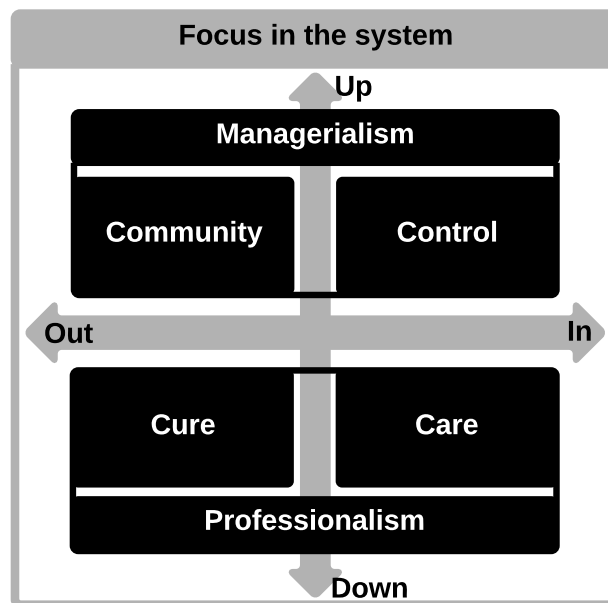 Focus in the system
Up
Managerialism
Community
Control
Out
In
Cure
Care
Professionalism
Down